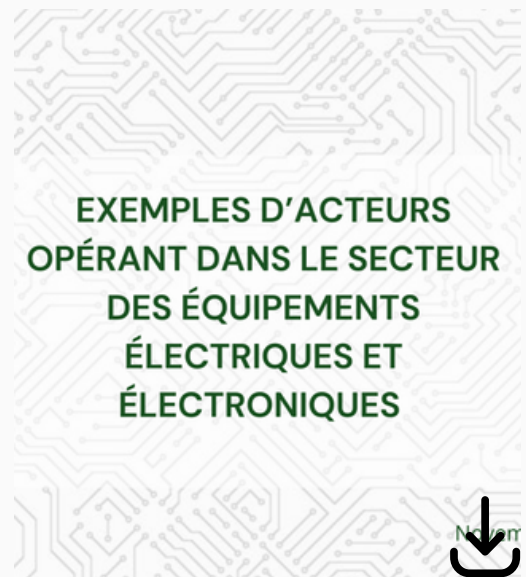 EXEMPLES D’ACTEURS
OPÉRANT DANS LE SECTEUR
DES ÉQUIPEMENTS
ÉLECTRIQUES ET
ÉLECTRONIQUES